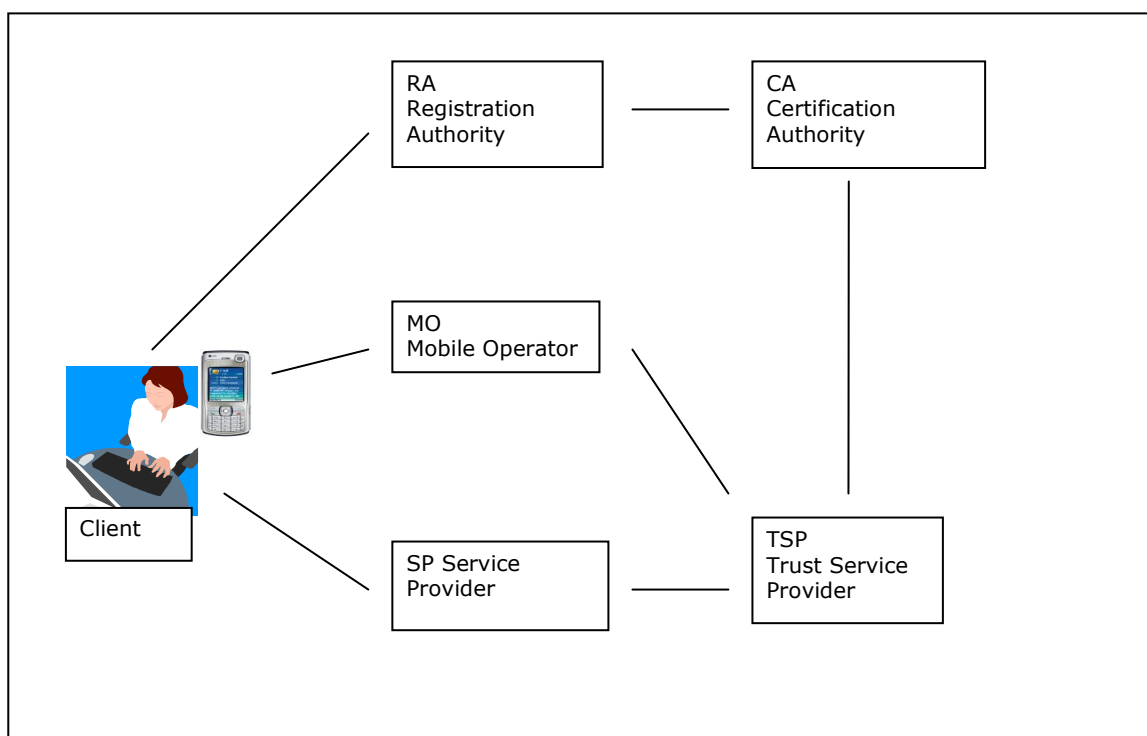 RA
Registration
Authority
CA
Certification
Authority
MO
Mobile Operator
Client
SP Service
Provider
TSP
Trust Service
Provider